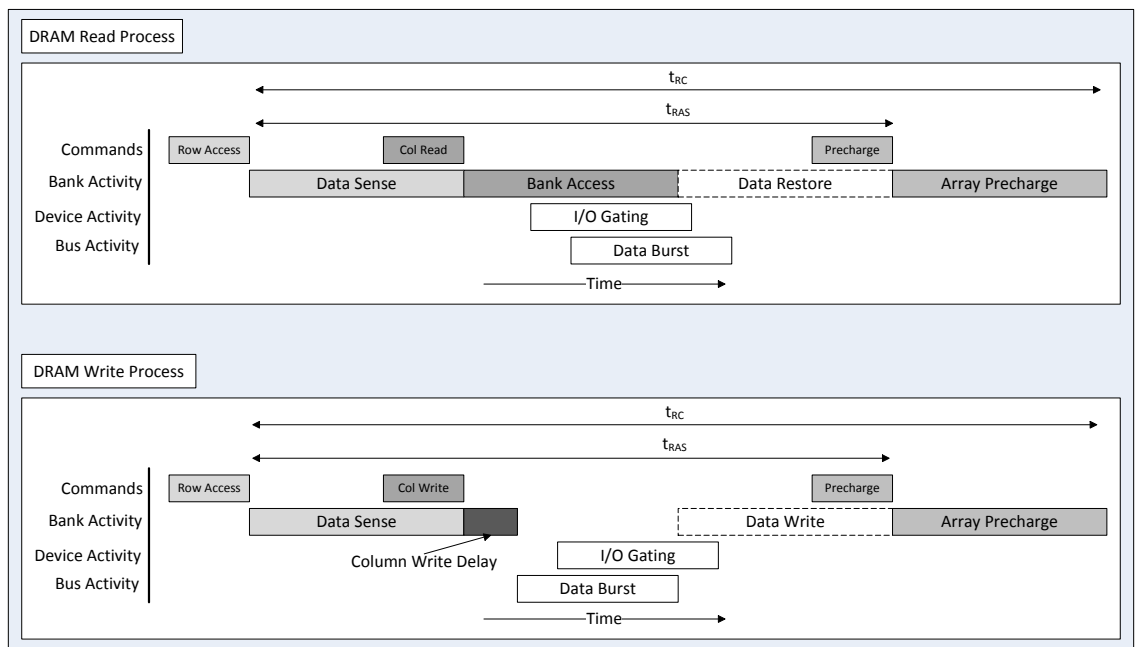 DRAM Read Process
tRC
tRAS
Commands Row Access Col Read Precharge
Bank Activity Data Sense Bank Access Data Restore Array Precharge
Device Activity I/O Gating
Bus Activity Data Burst
Time
DRAM Write Process
tRC
tRAS
Commands Row Access Col Write Precharge
Bank Activity Data Sense Data Write Array Precharge
Device Activity Column Write Delay I/O Gating
Bus Activity Data Burst
Time